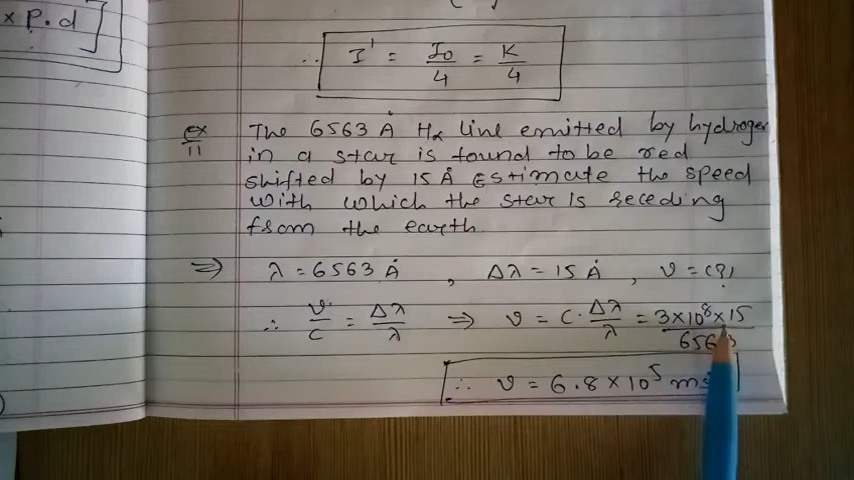 x P.d ]
∴ I' = I₀/4 = K/4
ex 11 The 6563 Å Hα line emitted by hydrogen
in a star is found to be red
shifted by 15 Å Estimate the speed
with which the star is receding
from the earth.
⇒ λ = 6563 Å , Δλ = 15 Å , v = (?)
∴ v/c = Δλ/λ ⇒ v = c · Δλ/λ = 3×10⁸×15/6563
∴ v = 6.8 × 10⁵